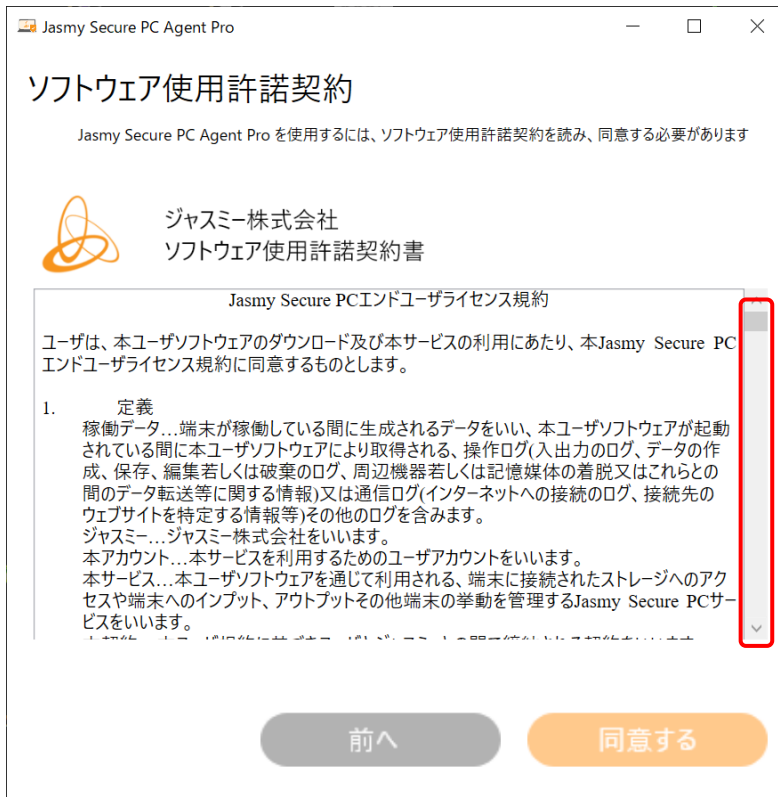 Jasmy Secure PC Agent Pro
ソフトウェア使用許諾契約
Jasmy Secure PC Agent Pro を使用するには、ソフトウェア使用許諾契約を読み、同意する必要があります
ジャスミー株式会社
ソフトウェア使用許諾契約書
Jasmy Secure PCエンドユーザライセンス規約
ユーザは、本ユーザソフトウェアのダウンロード及び本サービスの利用にあたり、本Jasmy Secure PC
エンドユーザライセンス規約に同意するものとします。
1. 定義
稼働データ…端末が稼働している間に生成されるデータをいい、本ユーザソフトウェアが起動
されている間に本ユーザソフトウェアにより取得される、操作ログ(入出力のログ、データの作
成、保存、編集若しくは破棄のログ、周辺機器若しくは記憶媒体の着脱又はこれらとの
間のデータ転送等に関する情報)又は通信ログ(インターネットへの接続のログ、接続先の
ウェブサイトを特定する情報等)その他のログを含みます。
ジャスミー…ジャスミー株式会社をいいます。
本アカウント…本サービスを利用するためのユーザアカウントをいいます。
本サービス…本ユーザソフトウェアを通じて利用される、端末に接続されたストレージへのアク
セスや端末へのインプット、アウトプットその他端末の挙動を管理するJasmy Secure PCサー
ビスをいいます。
前へ
同意する